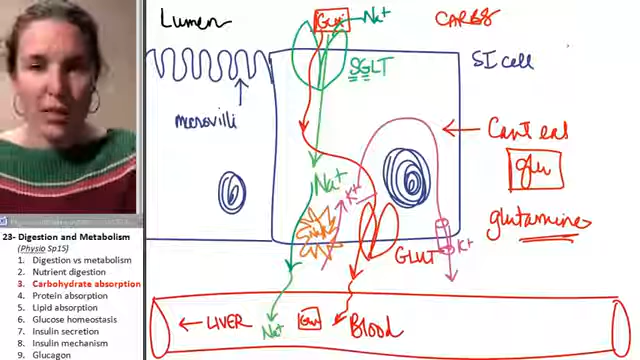 Lumen
Glu
Na+
CARBS
SGLT
SI cell
microvilli
Can't eat
glu
Na+
K+
glutamine
GLUT
K+
← LIVER
Na+
Glu
Blood
23- Digestion and Metabolism
(Physio Sp15)
1. Digestion vs metabolism
2. Nutrient digestion
3. Carbohydrate absorption
4. Protein absorption
5. Lipid absorption
6. Glucose homeostasis
7. Insulin secretion
8. Insulin mechanism
9. Glucagon